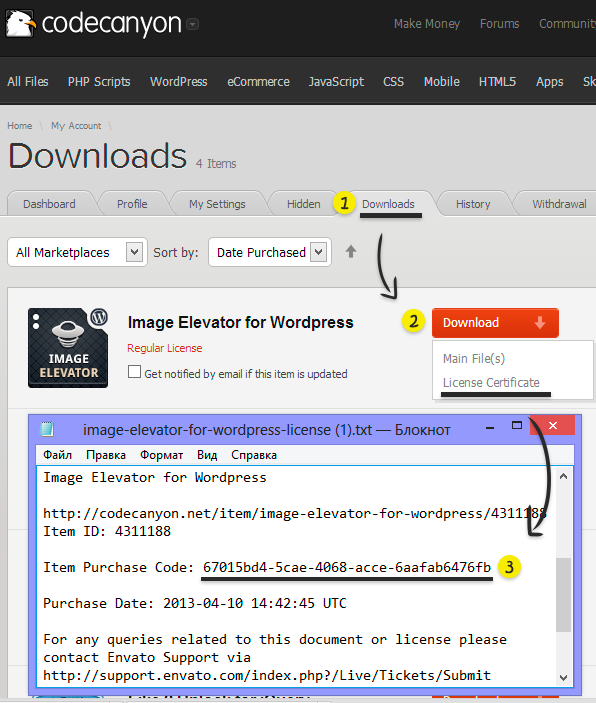 codecanyon
Make Money Forums Community
All Files PHP Scripts WordPress eCommerce JavaScript CSS Mobile HTML5 Apps Sk
Home \ My Account \
Downloads 4 Items
Dashboard Profile My Settings Hidden 1 Downloads History Withdrawal
All Marketplaces Sort by: Date Purchased
Image Elevator for Wordpress 2 Download
Regular License
Main File(s)
IMAGE
ELEVATOR
Get notified by email if this item is updated
License Certificate
image-elevator-for-wordpress-license (1).txt — Блокнот
Файл Правка Формат Вид Справка
Image Elevator for Wordpress
http://codecanyon.net/item/image-elevator-for-wordpress/4311188
Item ID: 4311188
Item Purchase Code: 67015bd4-5cae-4068-acce-6aafab6476fb 3
Purchase Date: 2013-04-10 14:42:45 UTC
For any queries related to this document or license please
contact Envato Support via
http://support.envato.com/index.php?/Live/Tickets/Submit